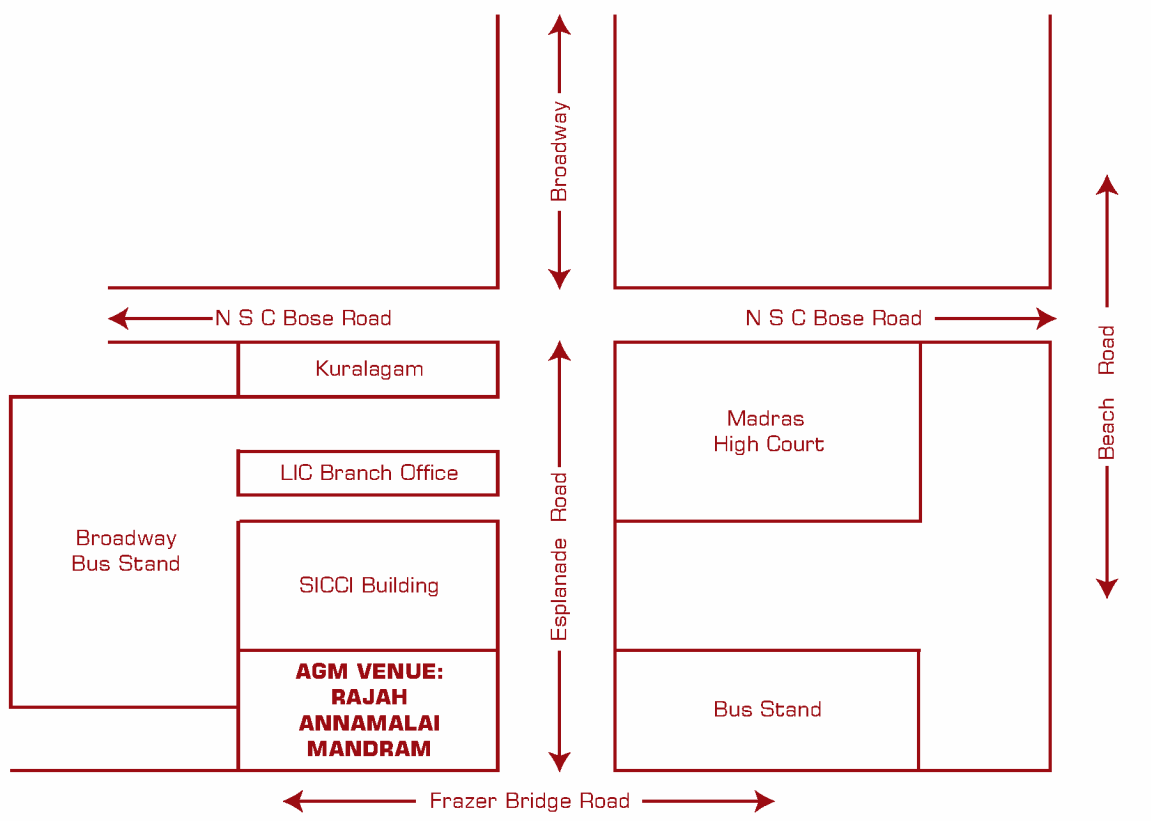 Broadway
N S C Bose Road
N S C Bose Road
Kuralagam
Madras
High Court
Beach Road
LIC Branch Office
Esplanade Road
Broadway
Bus Stand
SICCI Building
AGM VENUE:
RAJAH
ANNAMALAI
MANDRAM
Bus Stand
Frazer Bridge Road